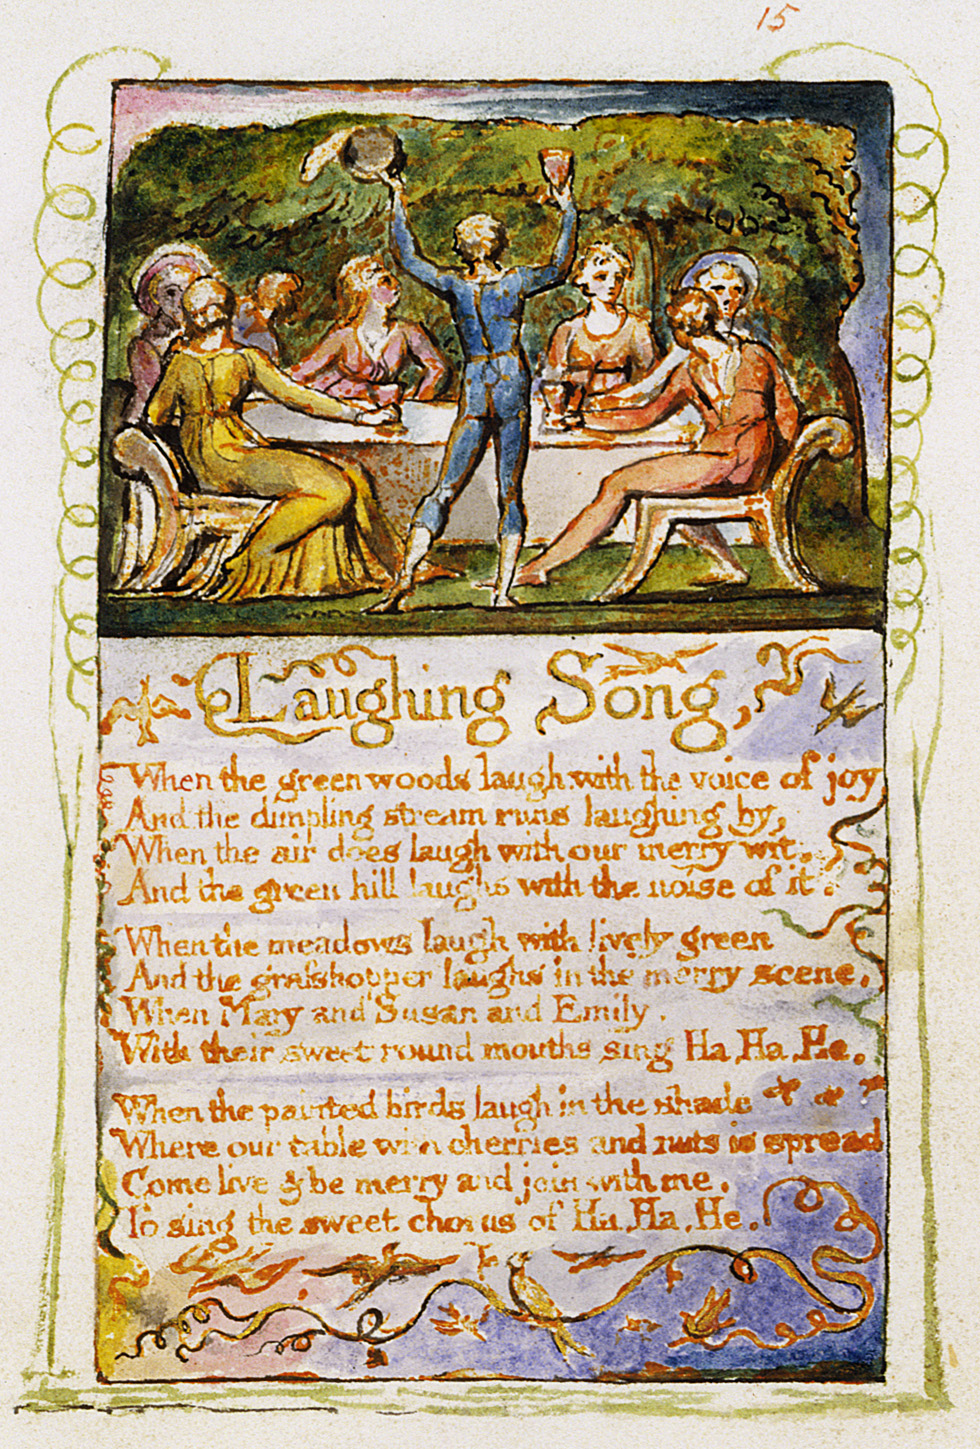 15
Laughing Song,
When the green woods laugh with the voice of joy
And the dimpling stream runs laughing by,
When the air does laugh with our merry wit,
And the green hill laughs with the noise of it.
When the meadows laugh with lively green
And the grafshopper laughs in the merry scene,
When Mary and Susan and Emily,
With their sweet round mouths sing Ha, Ha, He.
When the painted birds laugh in the shade
Where our table with cherries and nuts is spread
Come live & be merry and join with me,
To sing the sweet chorus of Ha, Ha, He.